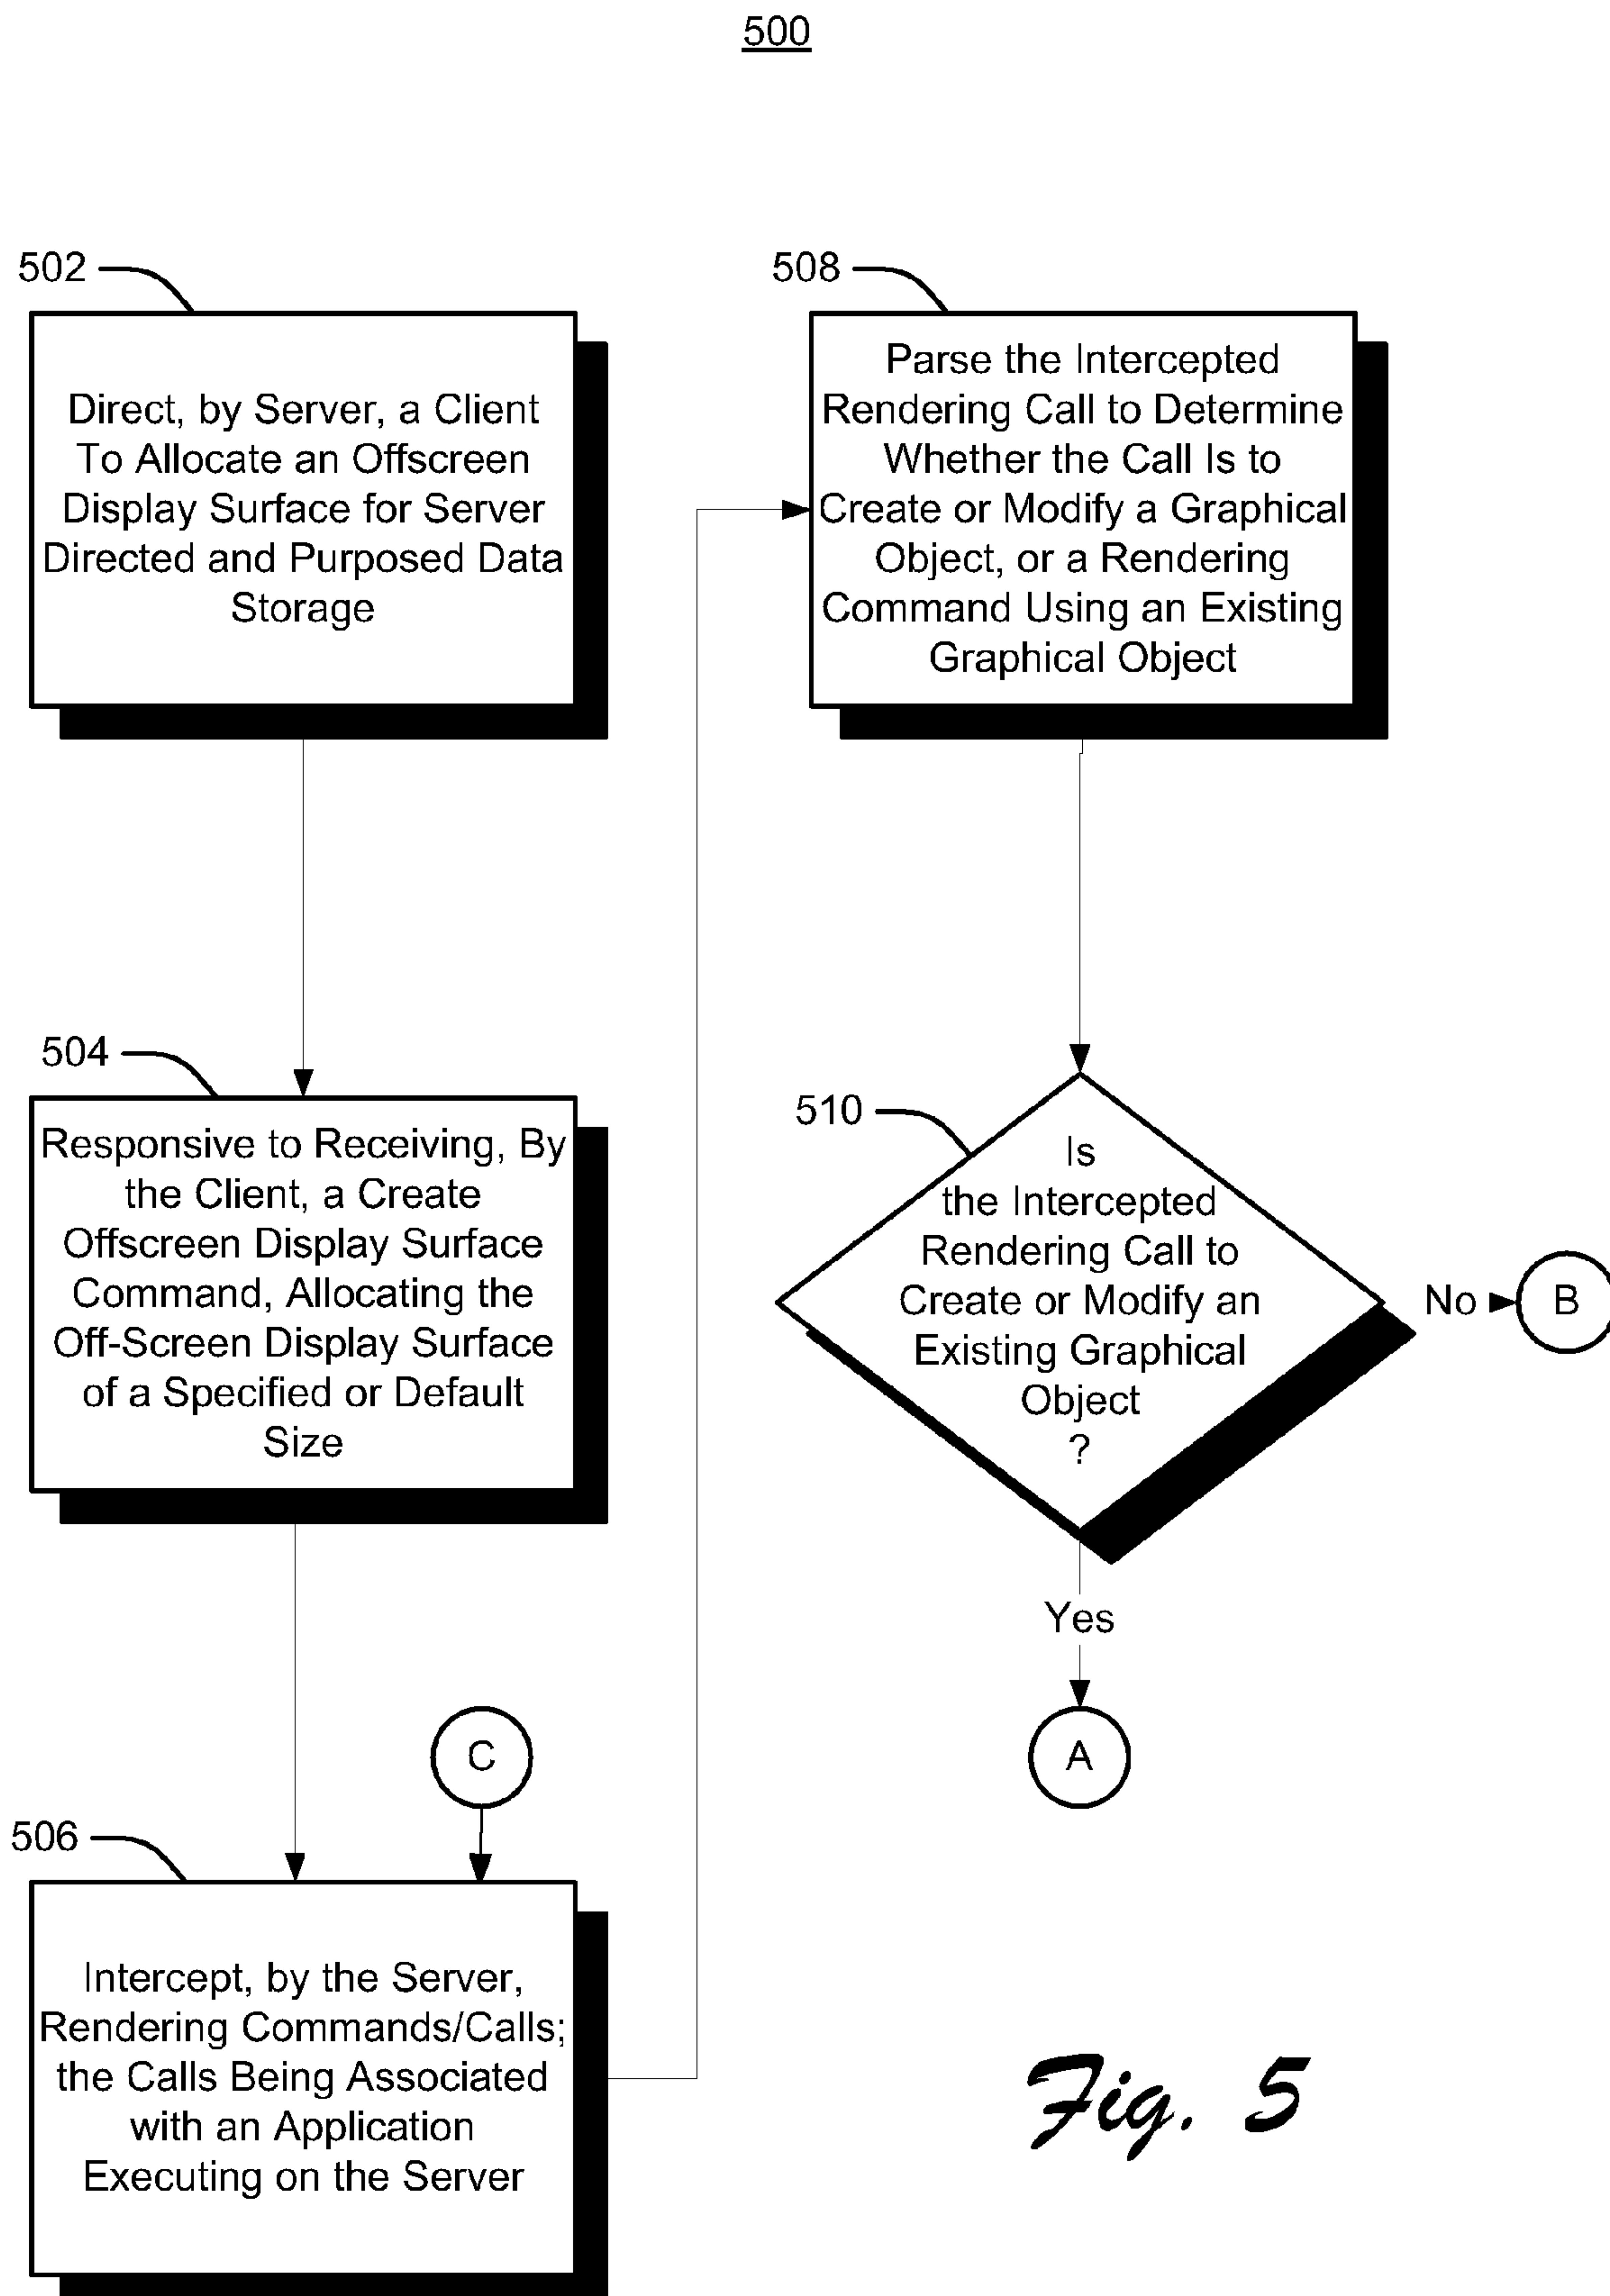 500
502
Direct, by Server, a Client
To Allocate an Offscreen
Display Surface for Server
Directed and Purposed Data
Storage
504
Responsive to Receiving, By
the Client, a Create
Offscreen Display Surface
Command, Allocating the
Off-Screen Display Surface
of a Specified or Default
Size
C
506
Intercept, by the Server,
Rendering Commands/Calls;
the Calls Being Associated
with an Application
Executing on the Server
508
Parse the Intercepted
Rendering Call to Determine
Whether the Call Is to
Create or Modify a Graphical
Object, or a Rendering
Command Using an Existing
Graphical Object
510
Is
the Intercepted
Rendering Call to
Create or Modify an
Existing Graphical
Object
?
No
B
Yes
A
Fig. 5